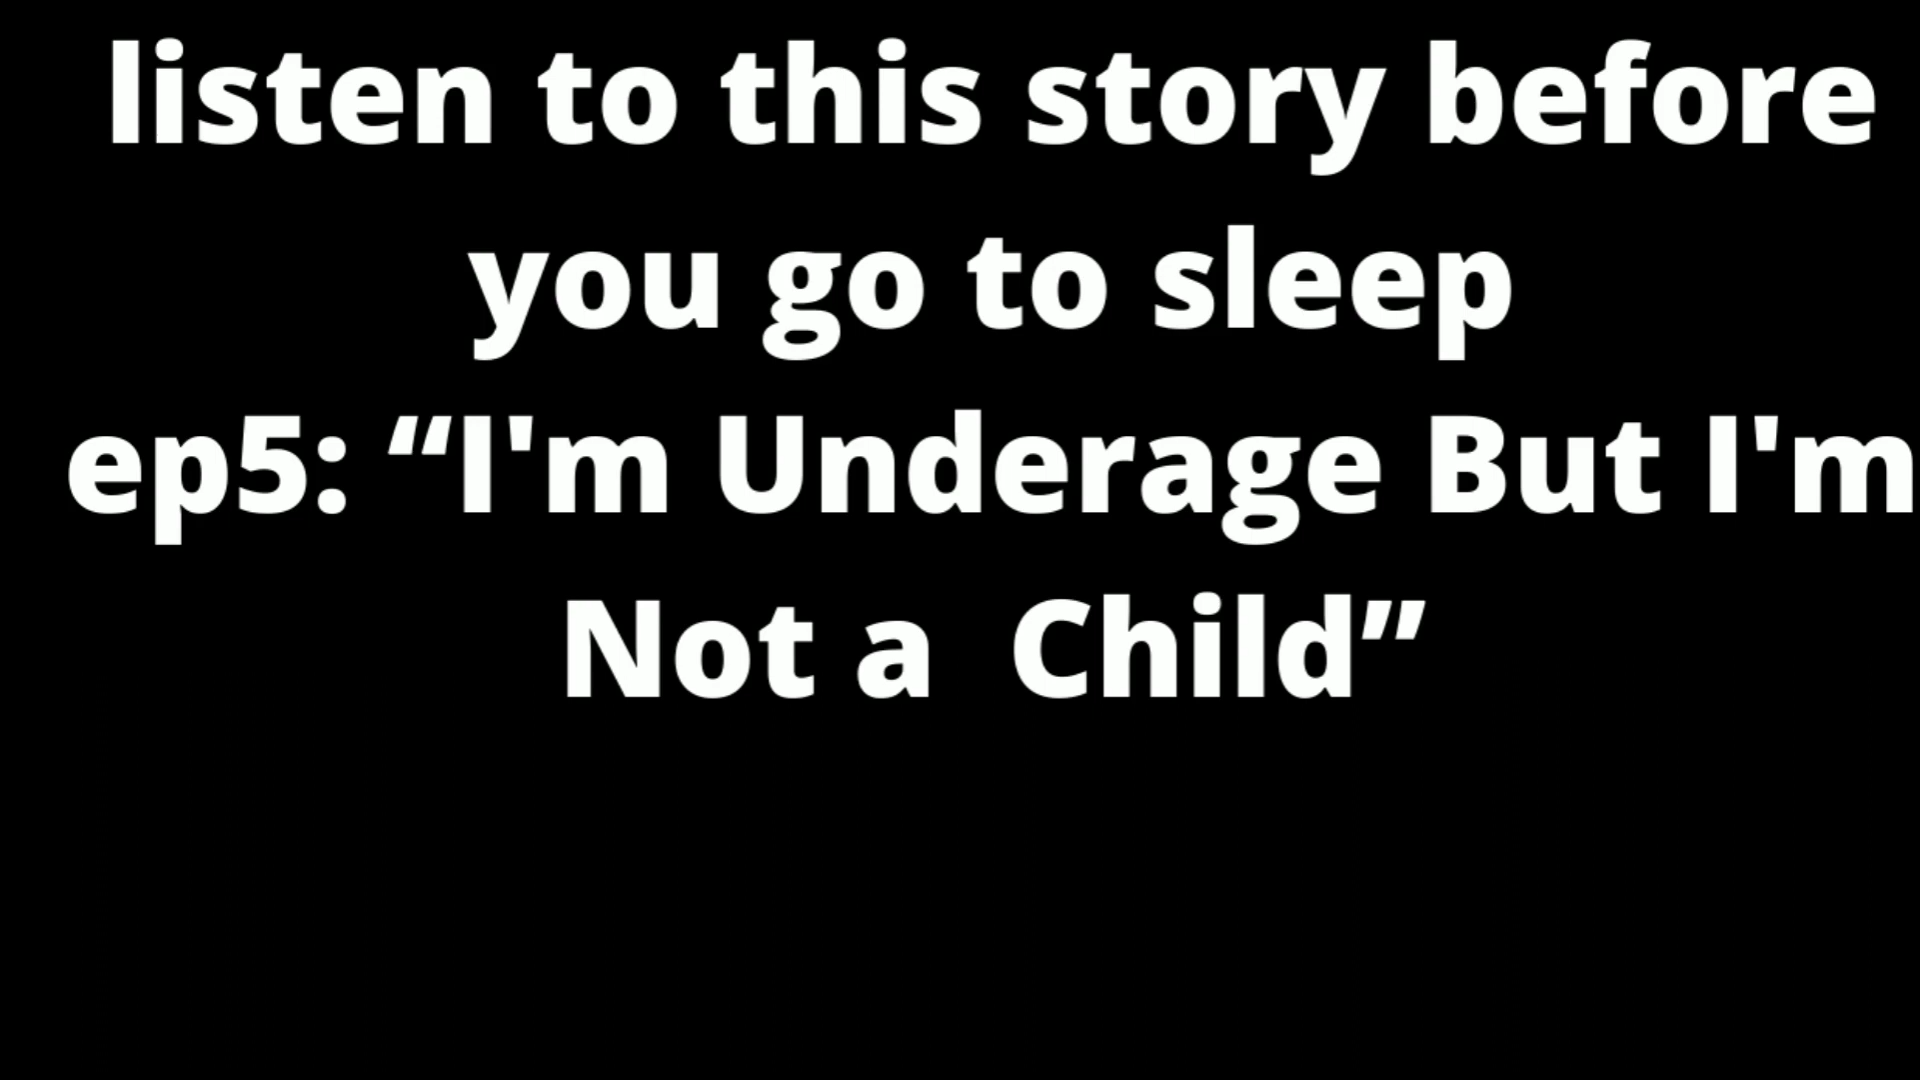 listen to this story before
you go to sleep
ep5: “I'm Underage But I'm
Not a  Child”